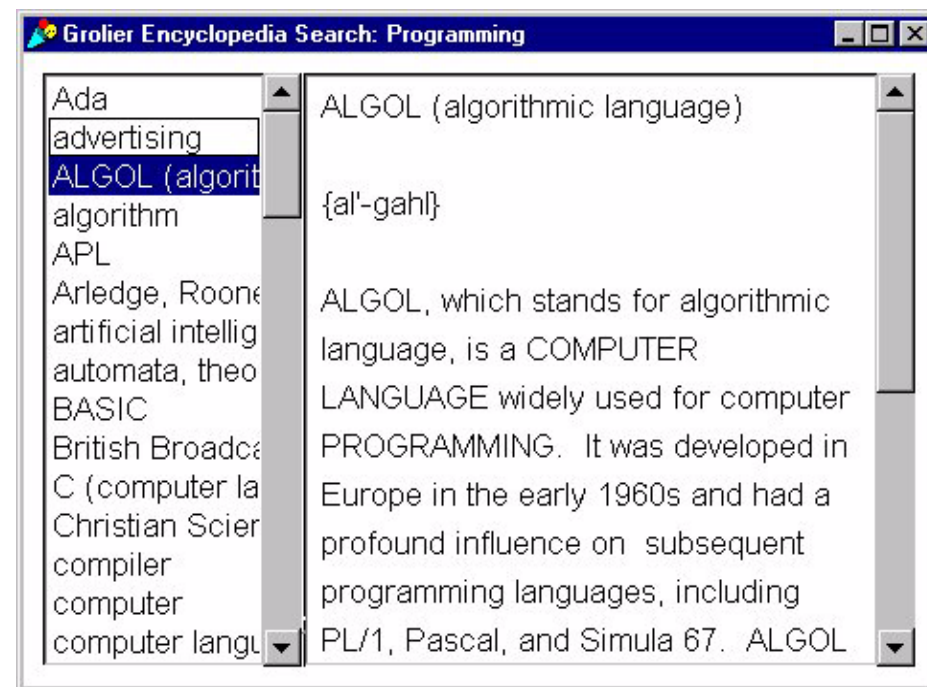 Grolier Encyclopedia Search: Programming
Ada
advertising
ALGOL (algorit
algorithm
APL
Arledge, Roone
artificial intellig
automata, theo
BASIC
British Broadca
C (computer la
Christian Scier
compiler
computer
computer langu
ALGOL (algorithmic language)
{al'-gahl}
ALGOL, which stands for algorithmic
language, is a COMPUTER
LANGUAGE widely used for computer
PROGRAMMING.  It was developed in
Europe in the early 1960s and had a
profound influence on  subsequent
programming languages, including
PL/1, Pascal, and Simula 67.  ALGOL